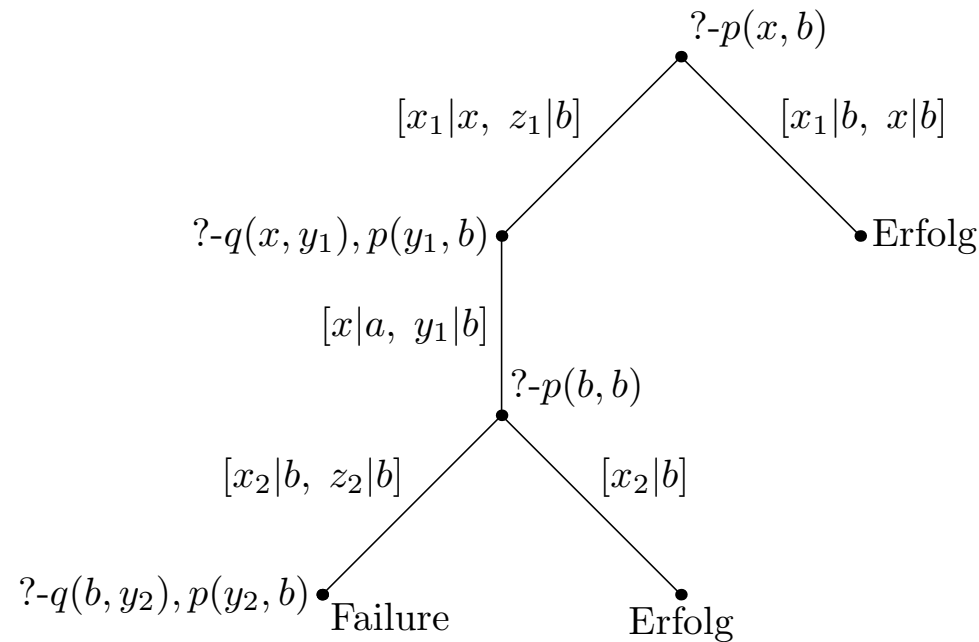 ?-p(x, b)
[x₁|x, z₁|b]
[x₁|b, x|b]
?-q(x, y₁), p(y₁, b)
Erfolg
[x|a, y₁|b]
?-p(b, b)
[x₂|b, z₂|b]
[x₂|b]
?-q(b, y₂), p(y₂, b)
Failure
Erfolg